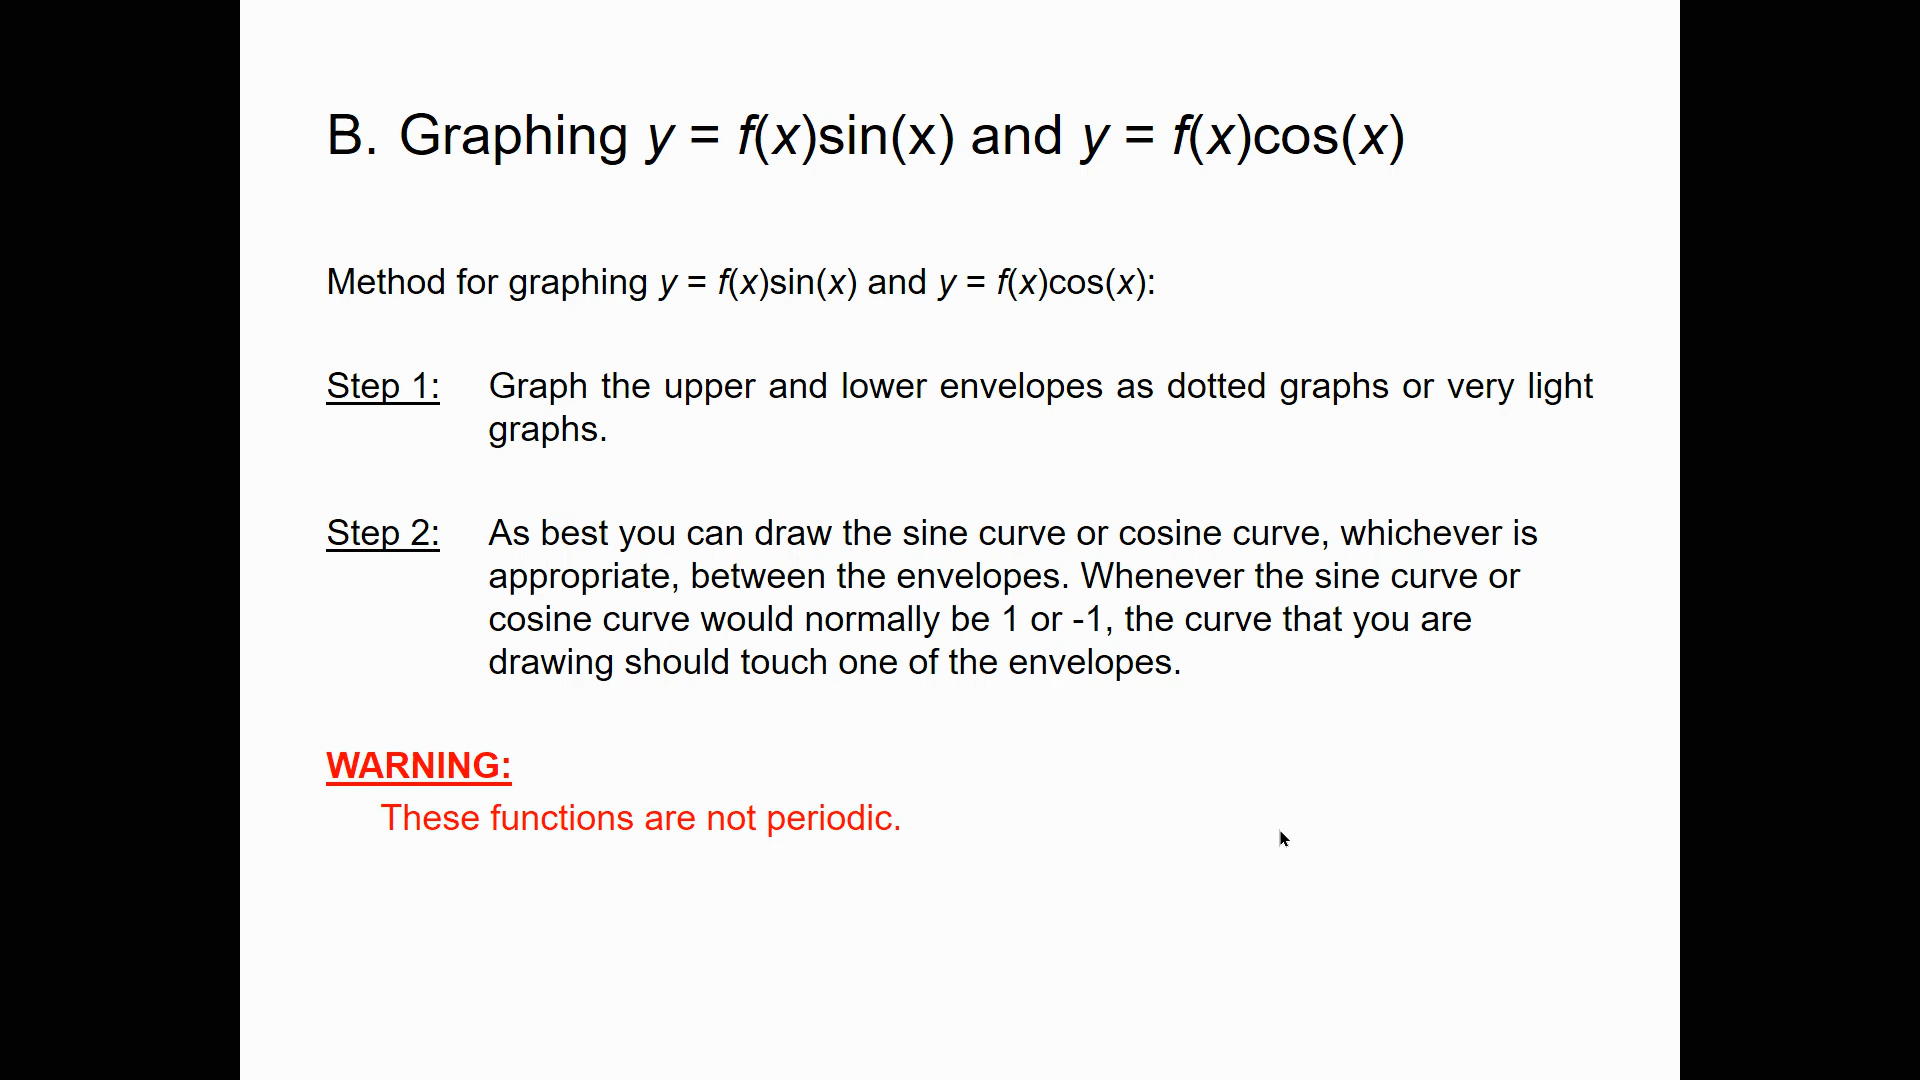 B. Graphing y = f(x)sin(x) and y = f(x)cos(x)
Method for graphing y = f(x)sin(x) and y = f(x)cos(x):
Step 1: Graph the upper and lower envelopes as dotted graphs or very light
graphs.
Step 2: As best you can draw the sine curve or cosine curve, whichever is
appropriate, between the envelopes. Whenever the sine curve or
cosine curve would normally be 1 or -1, the curve that you are
drawing should touch one of the envelopes.
WARNING:
These functions are not periodic.